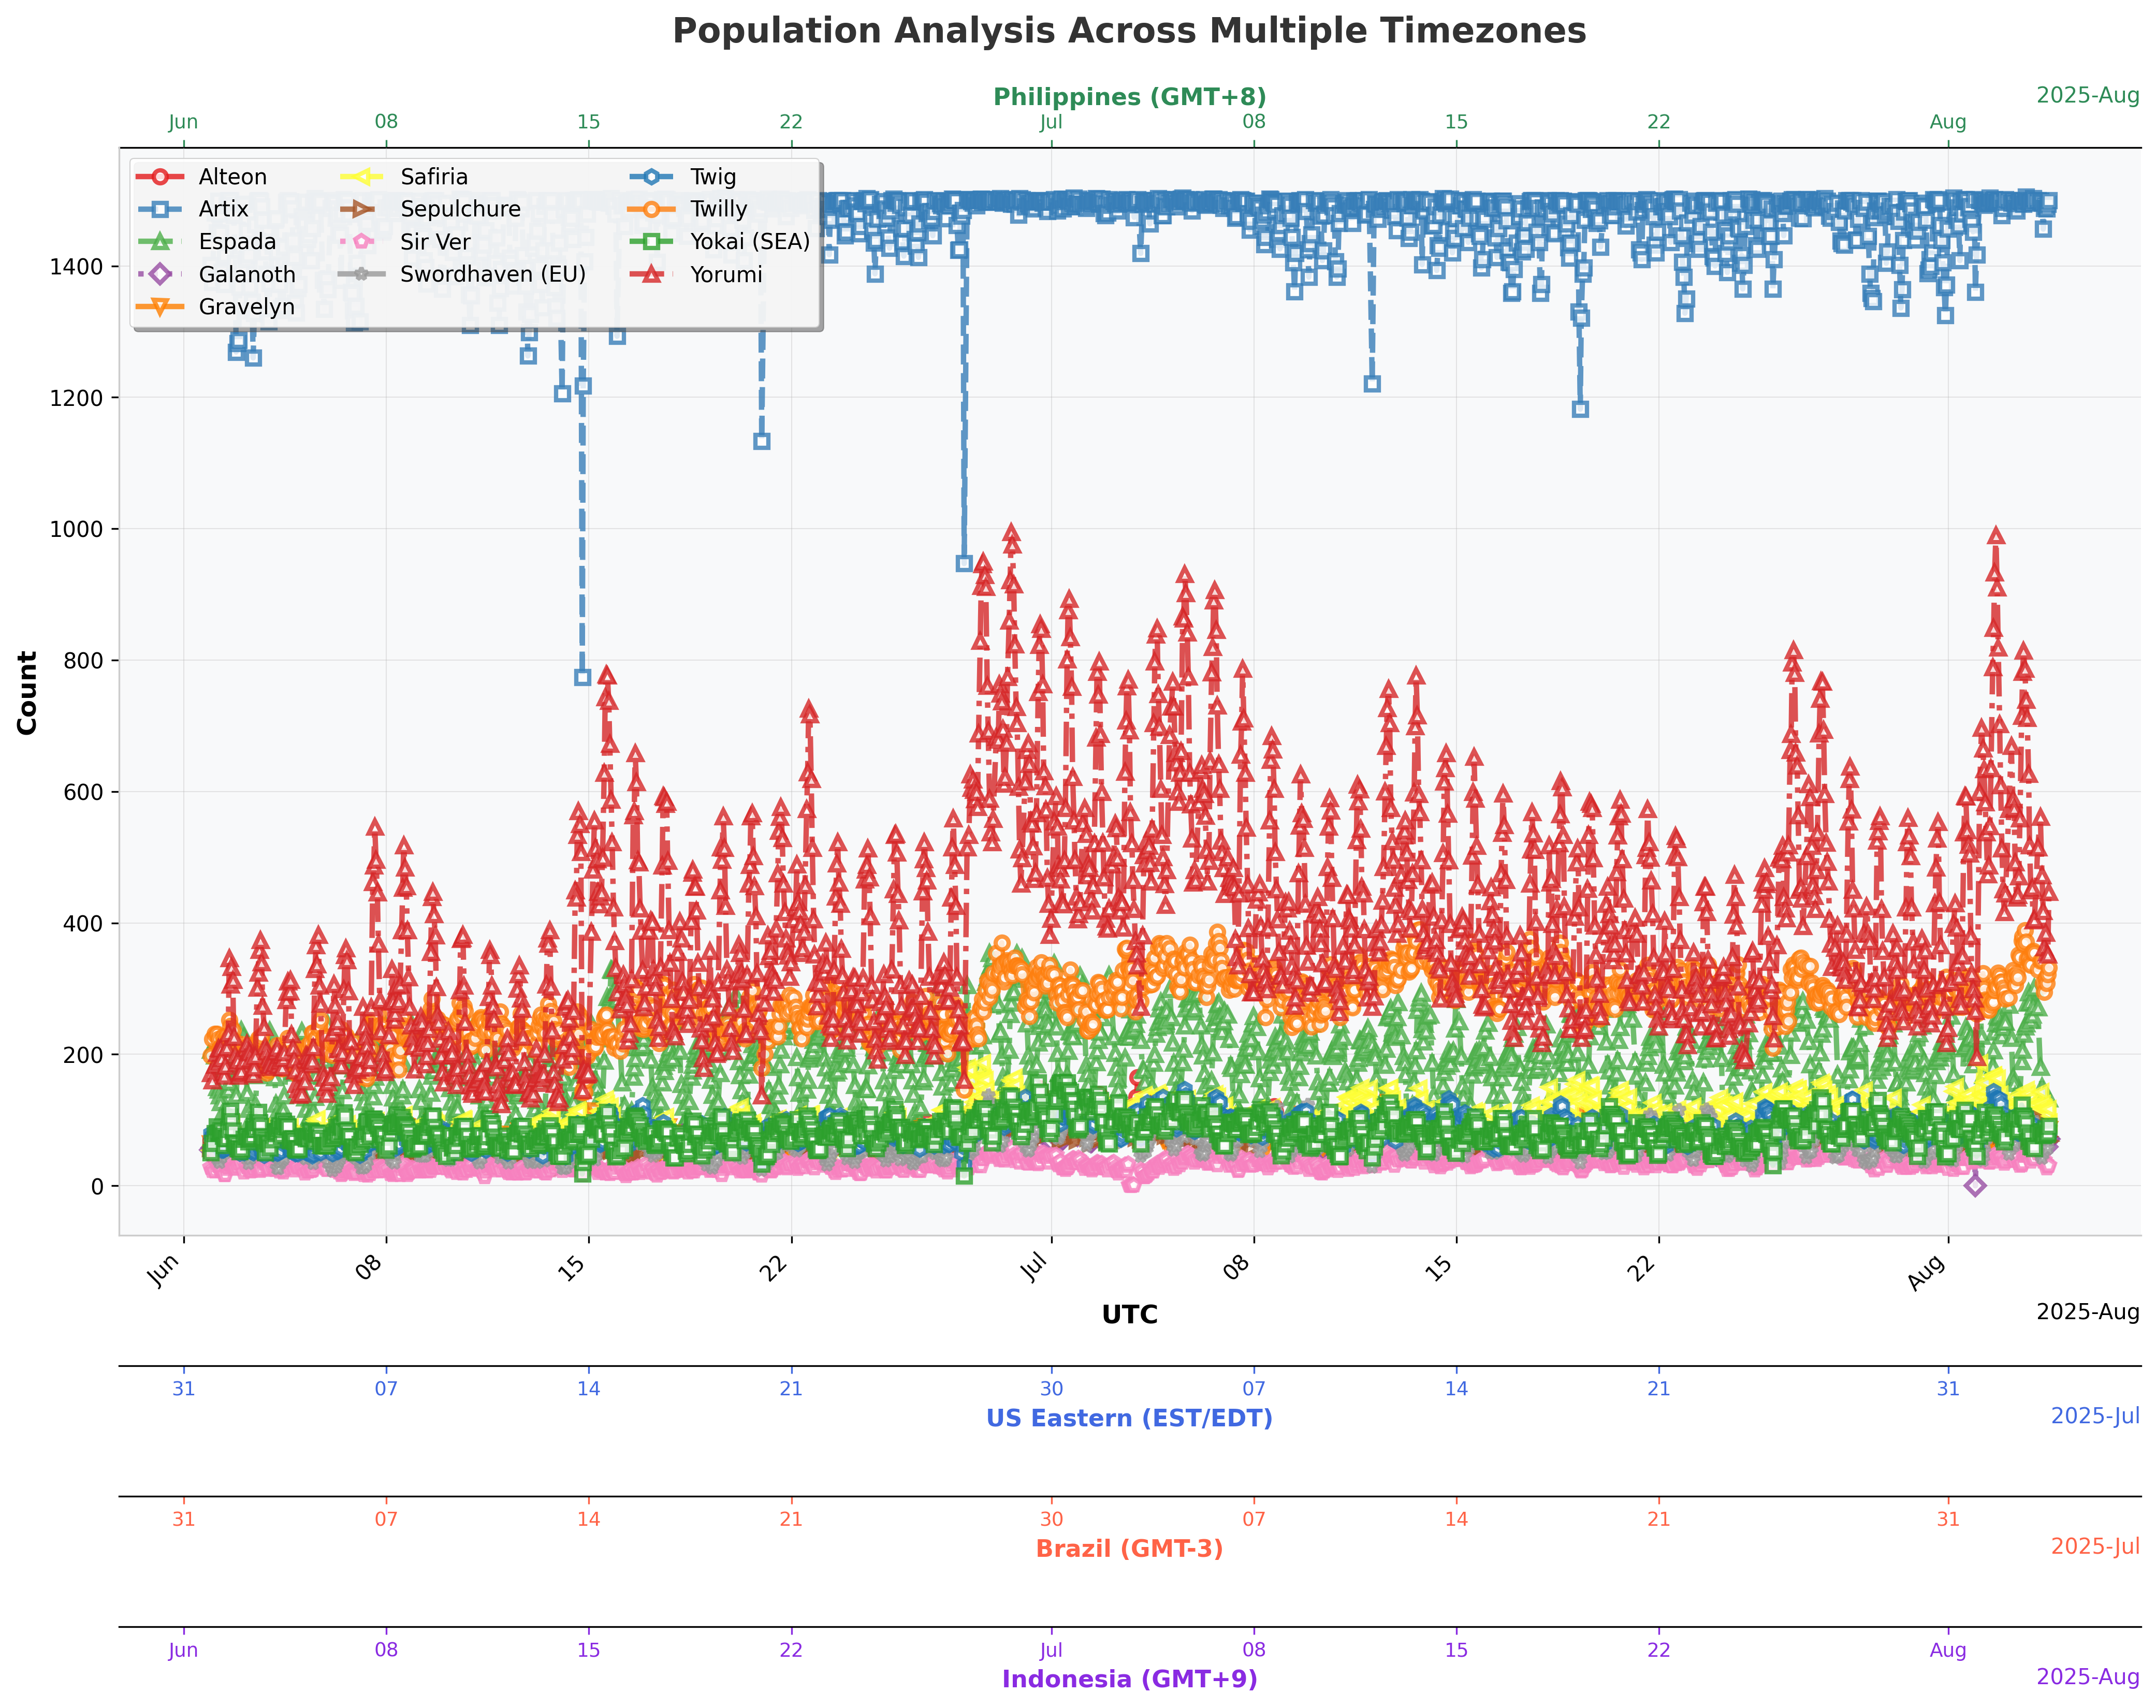 Population Analysis Across Multiple Timezones
Philippines (GMT+8)
2025-Aug
Jun 08 15 22 Jul 08 15 22 Aug
Alteon Safiria Twig
Artix Sepulchure Twilly
Espada Sir Ver Yokai (SEA)
Galanoth Swordhaven (EU) Yorumi
Gravelyn
Count
1400
1200
1000
800
600
400
200
0
Jun 08 15 22 Jul 08 15 22 Aug
UTC
2025-Aug
31 07 14 21 30 07 14 21 31
US Eastern (EST/EDT)
2025-Jul
31 07 14 21 30 07 14 21 31
Brazil (GMT-3)
2025-Jul
Jun 08 15 22 Jul 08 15 22 Aug
Indonesia (GMT+9)
2025-Aug